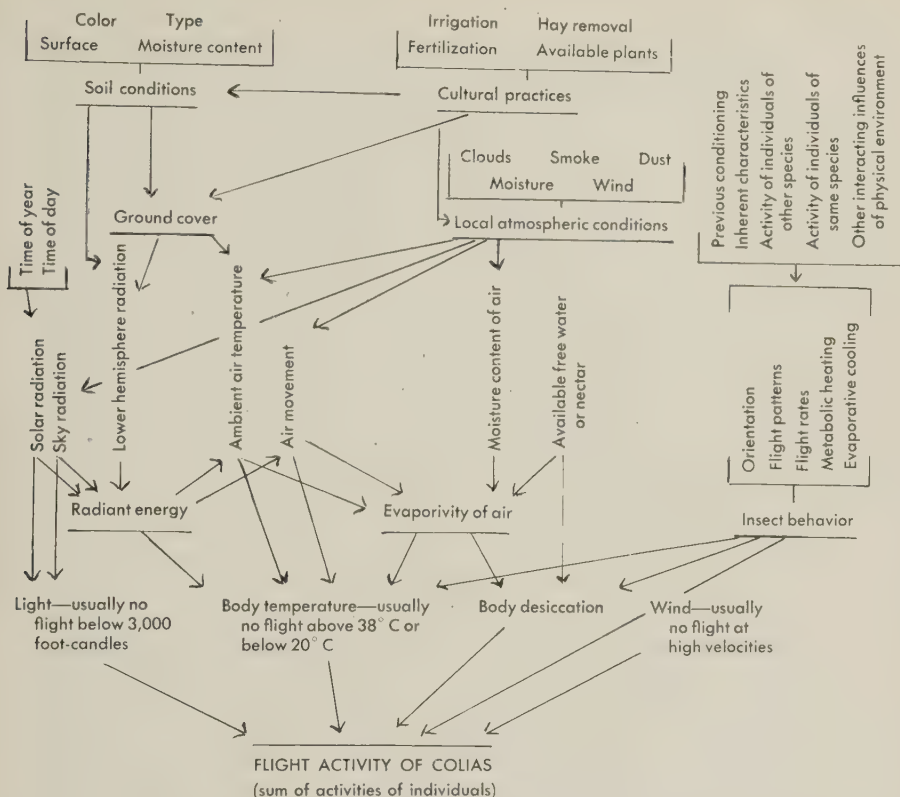 Color Type
Surface Moisture content
Soil conditions
Irrigation Hay removal
Fertilization Available plants
Cultural practices
Clouds Smoke Dust
Moisture Wind
Local atmospheric conditions
Previous conditioning
Inherent characteristics
Activity of individuals of
other species
Activity of individuals of
same species
Other interacting influences
of physical environment
Time of year
Time of day
Ground cover
Solar radiation
Sky radiation
Lower hemisphere radiation
Ambient air temperature
Air movement
Moisture content of air
Available free water
or nectar
Orientation
Flight patterns
Flight rates
Metabolic heating
Evaporative cooling
Radiant energy
Evaporivity of air
Insect behavior
Light—usually no
flight below 3,000
foot-candles
Body temperature—usually
no flight above 38° C or
below 20° C
Body desiccation
Wind—usually
no flight at
high velocities
FLIGHT ACTIVITY OF COLIAS
(sum of activities of individuals)